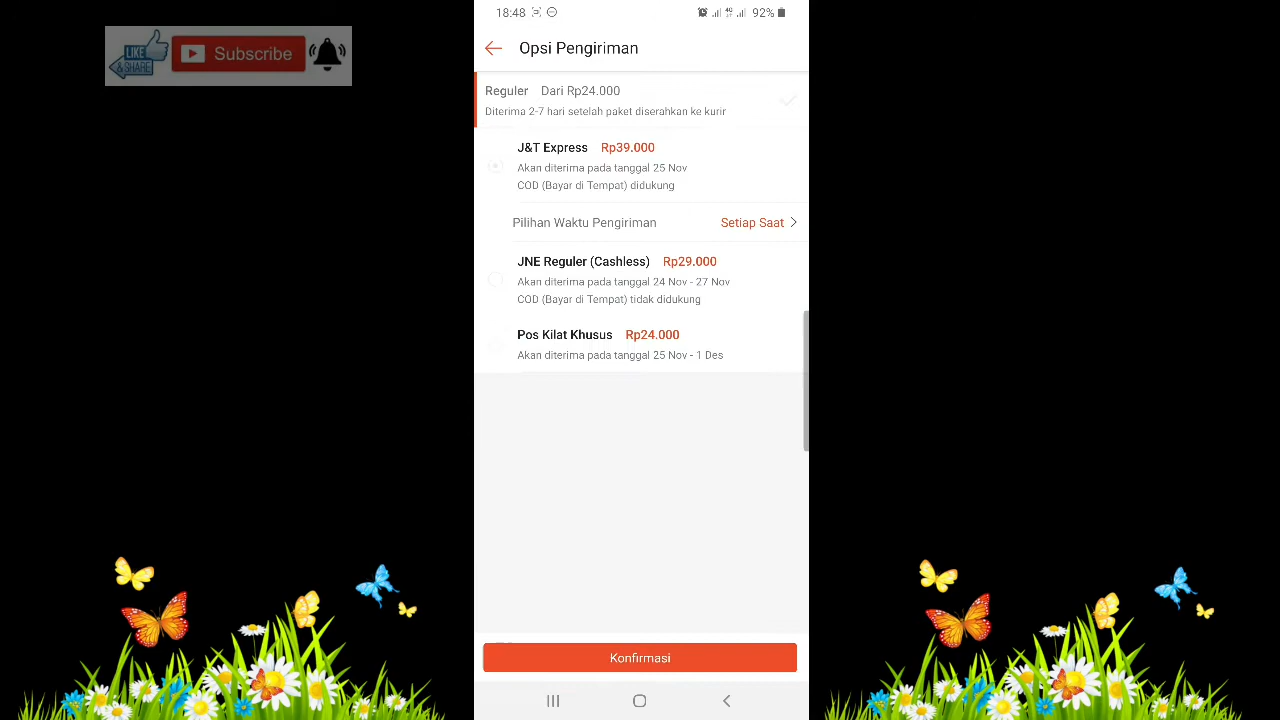 LIKE
& SHARE
Subscribe
18:48
4G
92%
Opsi Pengiriman
Reguler Dari Rp24.000
Diterima 2-7 hari setelah paket diserahkan ke kurir
J&T Express Rp39.000
Akan diterima pada tanggal 25 Nov
COD (Bayar di Tempat) didukung
Pilihan Waktu Pengiriman Setiap Saat
JNE Reguler (Cashless) Rp29.000
Akan diterima pada tanggal 24 Nov - 27 Nov
COD (Bayar di Tempat) tidak didukung
Pos Kilat Khusus Rp24.000
Akan diterima pada tanggal 25 Nov - 1 Des
Konfirmasi